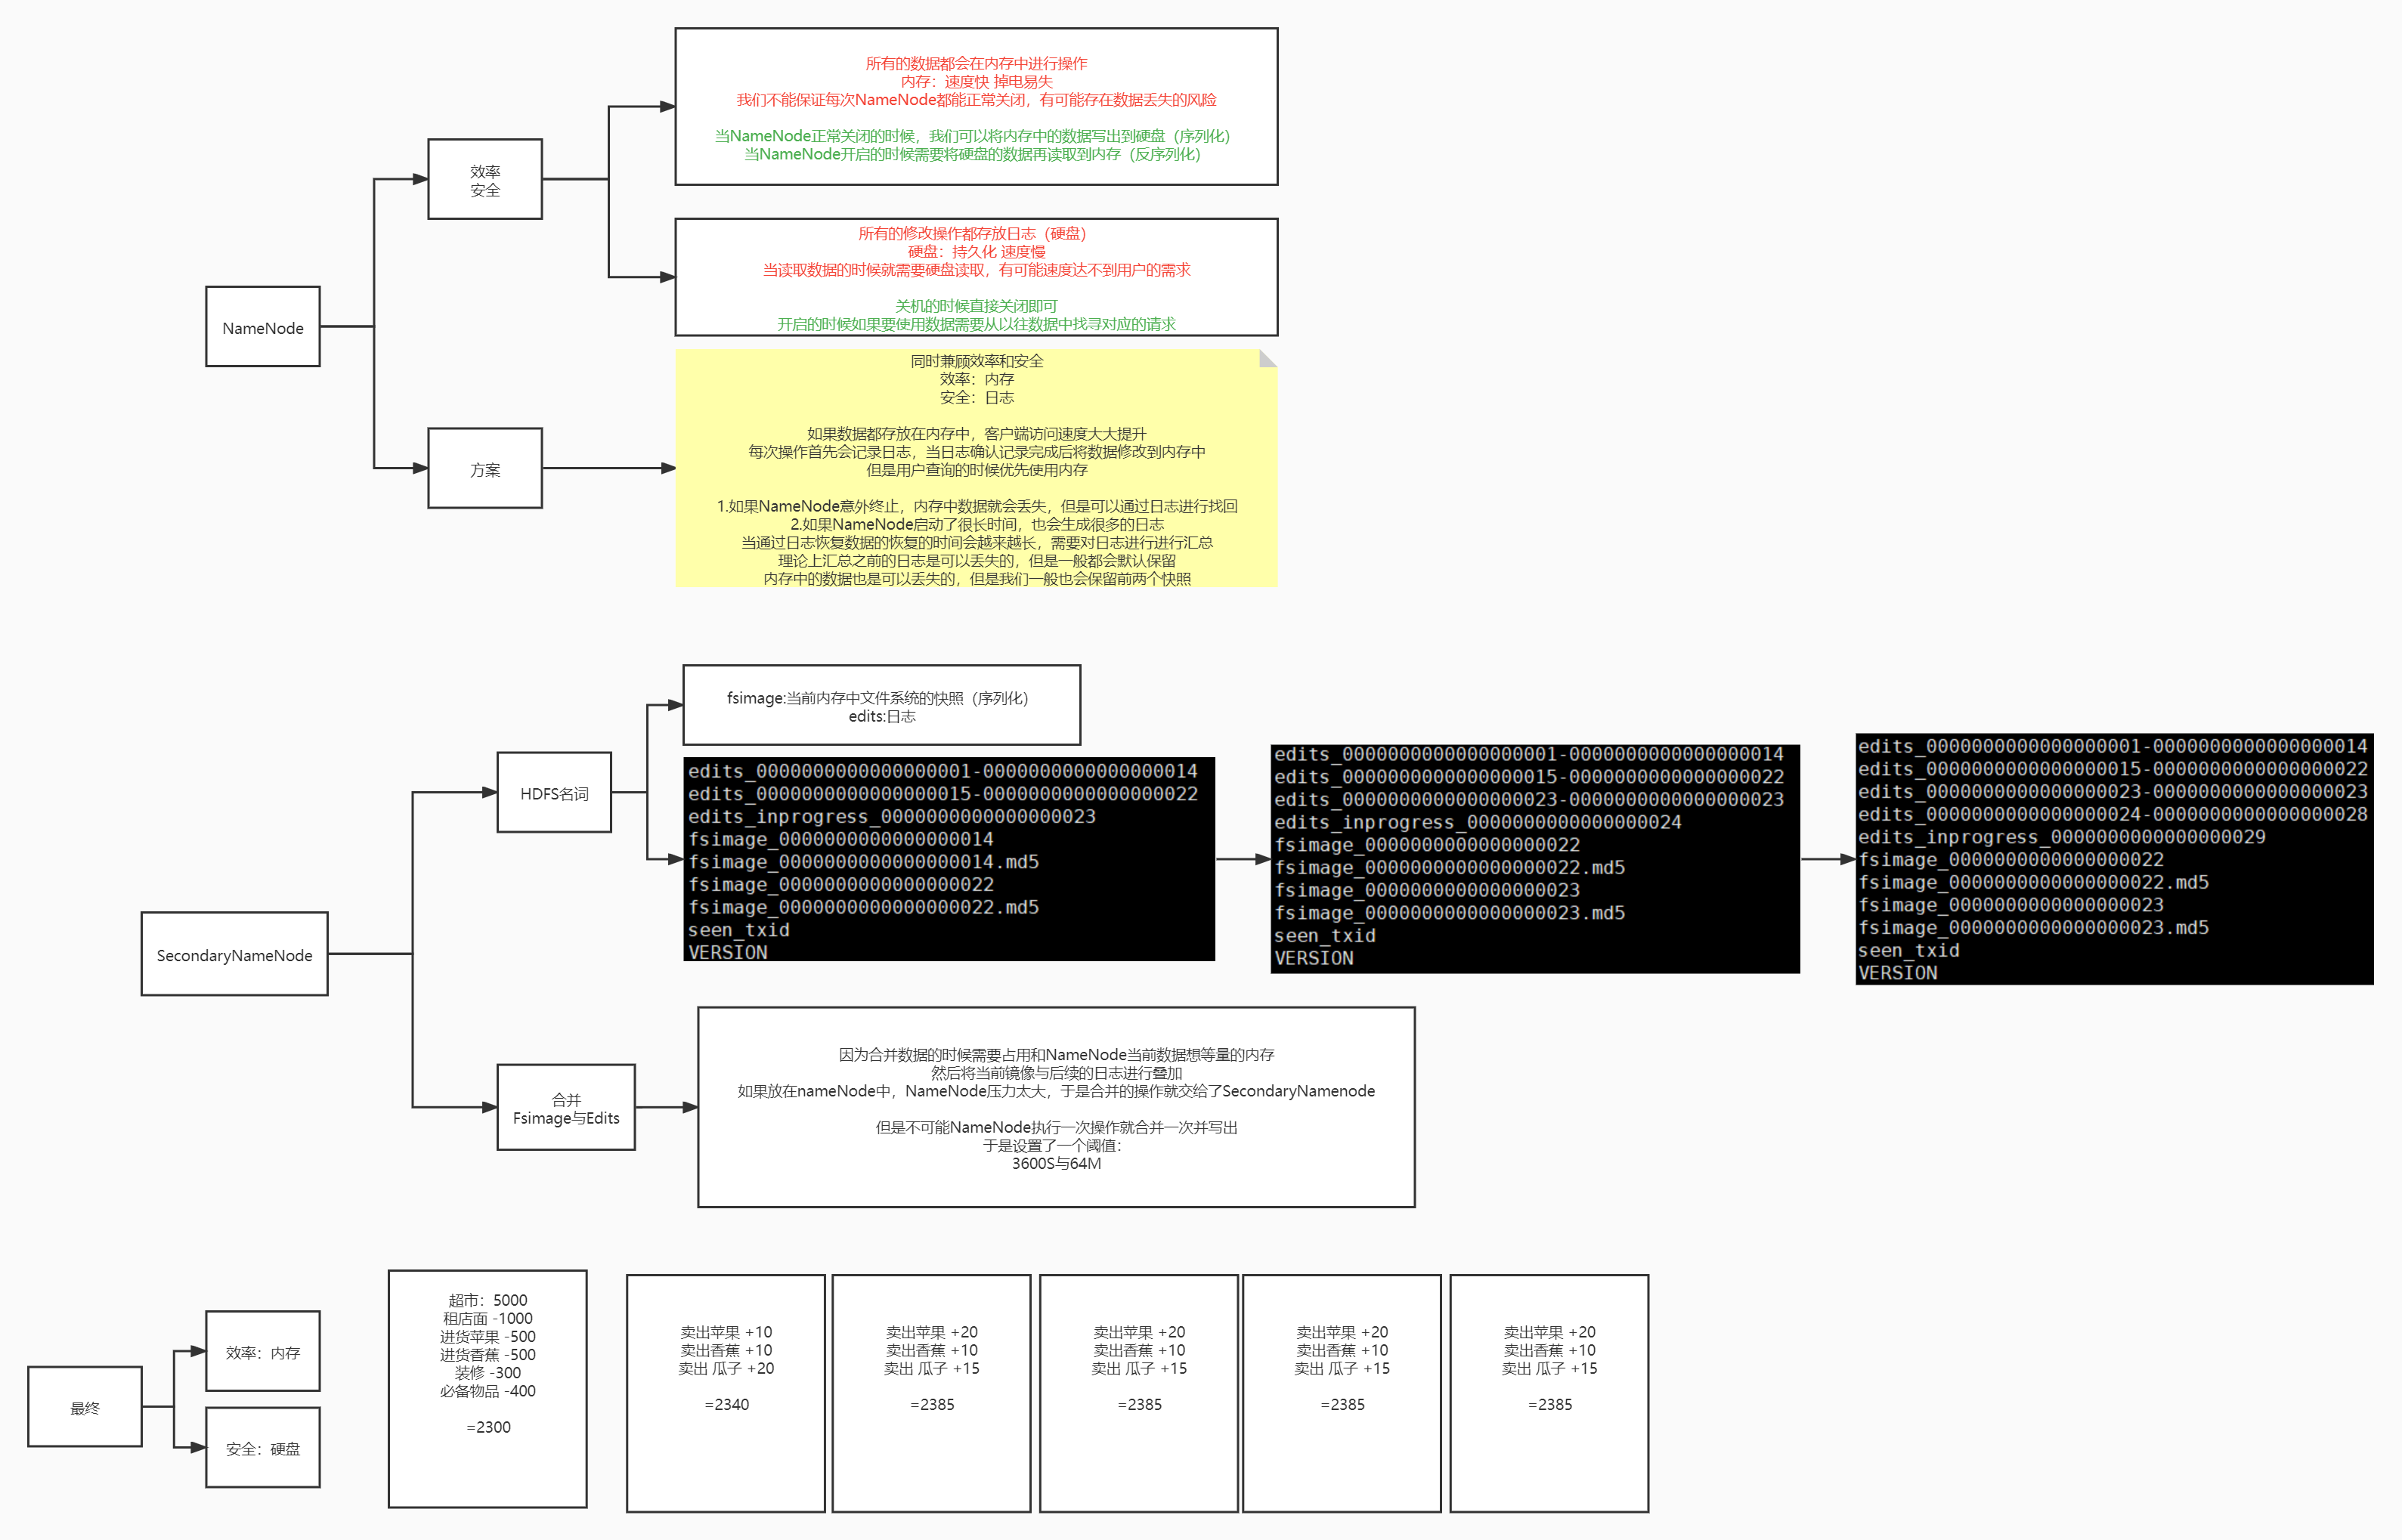 所有的数据都会在内存中进行操作
内存：速度快 掉电易失
我们不能保证每次NameNode都能正常关闭，有可能存在数据丢失的风险
当NameNode正常关闭的时候，我们可以将内存中的数据写出到硬盘（序列化）
当NameNode开启的时候需要将硬盘的数据再读取到内存（反序列化）
效率
安全
所有的修改操作都存放日志（硬盘）
硬盘：持久化 速度慢
当读取数据的时候就需要硬盘读取，有可能速度达不到用户的需求
关机的时候直接关闭即可
开启的时候如果要使用数据需要从以往数据中找寻对应的请求
NameNode
方案
同时兼顾效率和安全
效率：内存
安全：日志
如果数据都存放在内存中，客户端访问速度大大提升
每次操作首先会记录日志，当日志确认记录完成后将数据修改到内存中
但是用户查询的时候优先使用内存
1.如果NameNode意外终止，内存中数据就会丢失，但是可以通过日志进行找回
2.如果NameNode启动了很长时间，也会生成很多的日志
当通过日志恢复数据的恢复的时间会越来越长，需要对日志进行进行汇总
理论上汇总之前的日志是可以丢失的，但是一般都会默认保留
内存中的数据也是可以丢失的，但是我们一般也会保留前两个快照
fsimage:当前内存中文件系统的快照（序列化）
edits:日志
HDFS名词
edits_0000000000000000001-0000000000000000014
edits_0000000000000000015-0000000000000000022
edits_inprogress_0000000000000000023
fsimage_0000000000000000014
fsimage_0000000000000000014.md5
fsimage_0000000000000000022
fsimage_0000000000000000022.md5
seen_txid
VERSION
edits_0000000000000000001-0000000000000000014
edits_0000000000000000015-0000000000000000022
edits_0000000000000000023-0000000000000000023
edits_inprogress_0000000000000000024
fsimage_0000000000000000022
fsimage_0000000000000000022.md5
fsimage_0000000000000000023
fsimage_0000000000000000023.md5
seen_txid
VERSION
edits_0000000000000000001-0000000000000000014
edits_0000000000000000015-0000000000000000022
edits_0000000000000000023-0000000000000000023
edits_0000000000000000024-0000000000000000028
edits_inprogress_0000000000000000029
fsimage_0000000000000000022
fsimage_0000000000000000022.md5
fsimage_0000000000000000023
fsimage_0000000000000000023.md5
seen_txid
VERSION
SecondaryNameNode
合并
Fsimage与Edits
因为合并数据的时候需要占用和NameNode当前数据想等量的内存
然后将当前镜像与后续的日志进行叠加
如果放在nameNode中，NameNode压力太大，于是合并的操作就交给了SecondaryNamenode
但是不可能NameNode执行一次操作就合并一次并写出
于是设置了一个阈值：
3600S与64M
最终
效率：内存
安全：硬盘
超市：5000
租店面 -1000
进货苹果 -500
进货香蕉 -500
装修 -300
必备物品 -400
=2300
卖出苹果 +10
卖出香蕉 +10
卖出 瓜子 +20
=2340
卖出苹果 +20
卖出香蕉 +10
卖出 瓜子 +15
=2385
卖出苹果 +20
卖出香蕉 +10
卖出 瓜子 +15
=2385
卖出苹果 +20
卖出香蕉 +10
卖出 瓜子 +15
=2385
卖出苹果 +20
卖出香蕉 +10
卖出 瓜子 +15
=2385